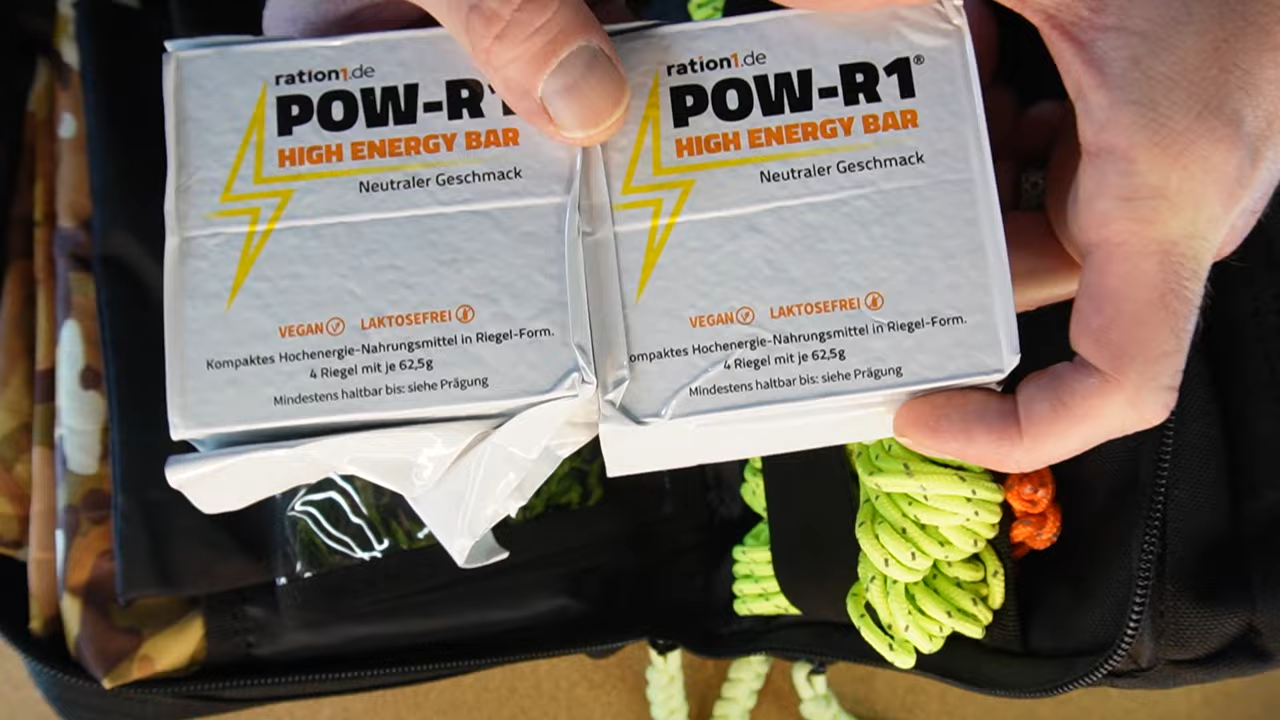 ration1.de
POW-R1
HIGH ENERGY BAR
Neutraler Geschmack
VEGAN LAKTOSEFREI
Kompaktes Hochenergie-Nahrungsmittel in Riegel-Form.
4 Riegel mit je 62,5g
Mindestens haltbar bis: siehe Prägung
ration1.de
POW-R1®
HIGH ENERGY BAR
Neutraler Geschmack
VEGAN LAKTOSEFREI
ompaktes Hochenergie-Nahrungsmittel in Riegel-Form.
4 Riegel mit je 62,5g
Mindestens haltbar bis: siehe Prägung